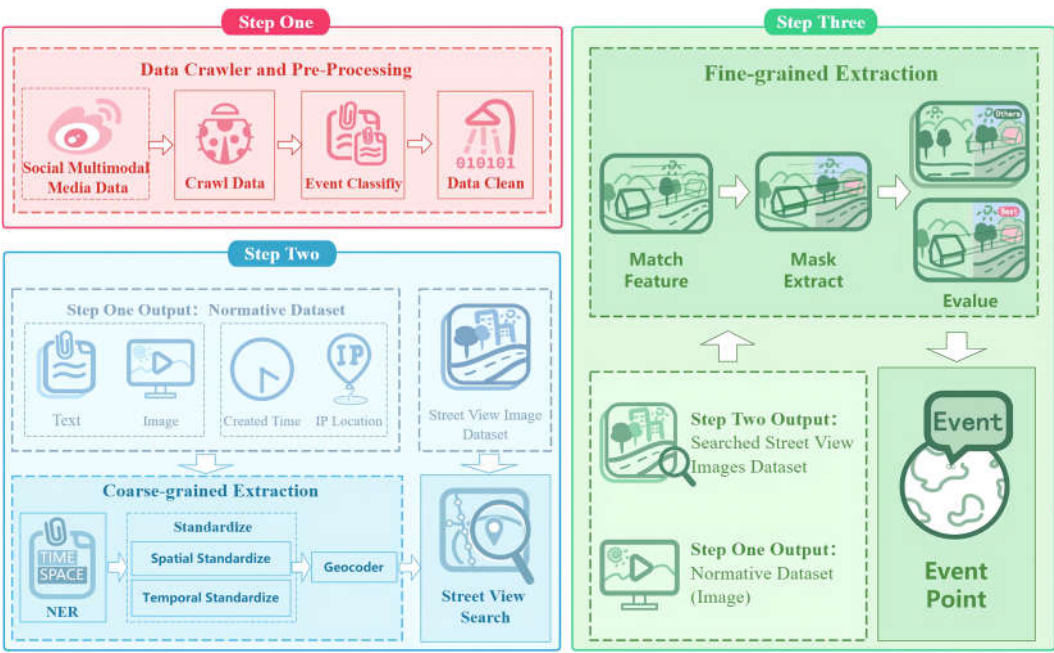 Step One
Data Crawler and Pre-Processing
Social Multimodal
Media Data
Crawl Data
Event Classifiy
010101
Data Clean
Step Two
Step One Output: Normative Dataset
Text
Image
Created Time
IP
IP Location
Street View Image
Dataset
Coarse-grained Extraction
TIME
SPACE
NER
Standardize
Spatial Standardize
Temporal Standardize
Geocoder
Street View
Search
Step Three
Fine-grained Extraction
Match
Feature
Mask
Extract
Others
Best
Evalue
Step Two Output:
Searched Street View
Images Dataset
Step One Output:
Normative Dataset
(Image)
Event
Event
Point